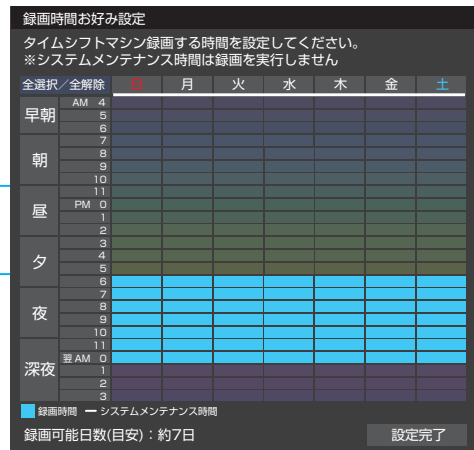 録画時間お好み設定
タイムシフトマシン録画する時間を設定してください。
※システムメンテナンス時間は録画を実行しません
全選択／全解除 日 月 火 水 木 金 土
早朝
AM 4
5
6
朝
7
8
9
10
昼
11
PM 0
1
2
夕
3
4
5
夜
6
7
8
9
10
深夜
11
翌 AM 0
1
2
3
録画時間 ー システムメンテナンス時間
録画可能日数(目安)：約7日 設定完了